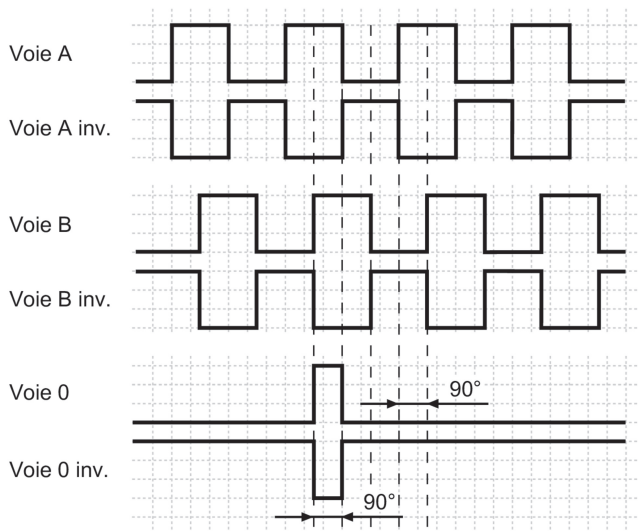 Voie A
Voie A inv.
Voie B
Voie B inv.
Voie 0
90°
Voie 0 inv.
90°